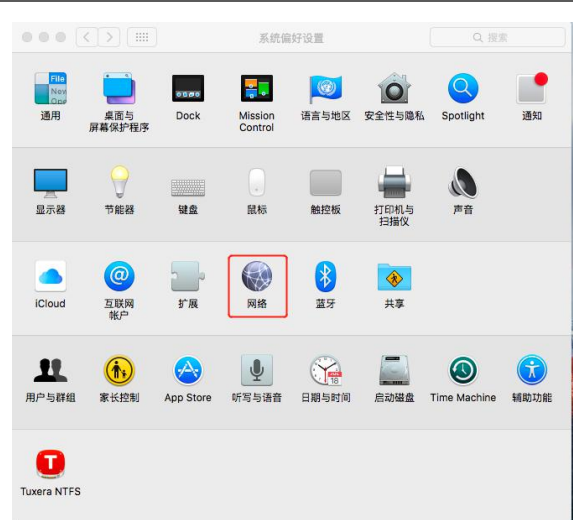 系统偏好设置
搜索
File
New
Ope
通用
桌面与
屏幕保护程序
Dock
Mission
Control
语言与地区
安全性与隐私
Spotlight
通知
显示器
节能器
键盘
鼠标
触控板
打印机与
扫描仪
声音
iCloud
@
互联网
帐户
扩展
网络
蓝牙
共享
用户与群组
家长控制
App Store
听写与语音
18
日期与时间
启动磁盘
Time Machine
辅助功能
T
Tuxera NTFS